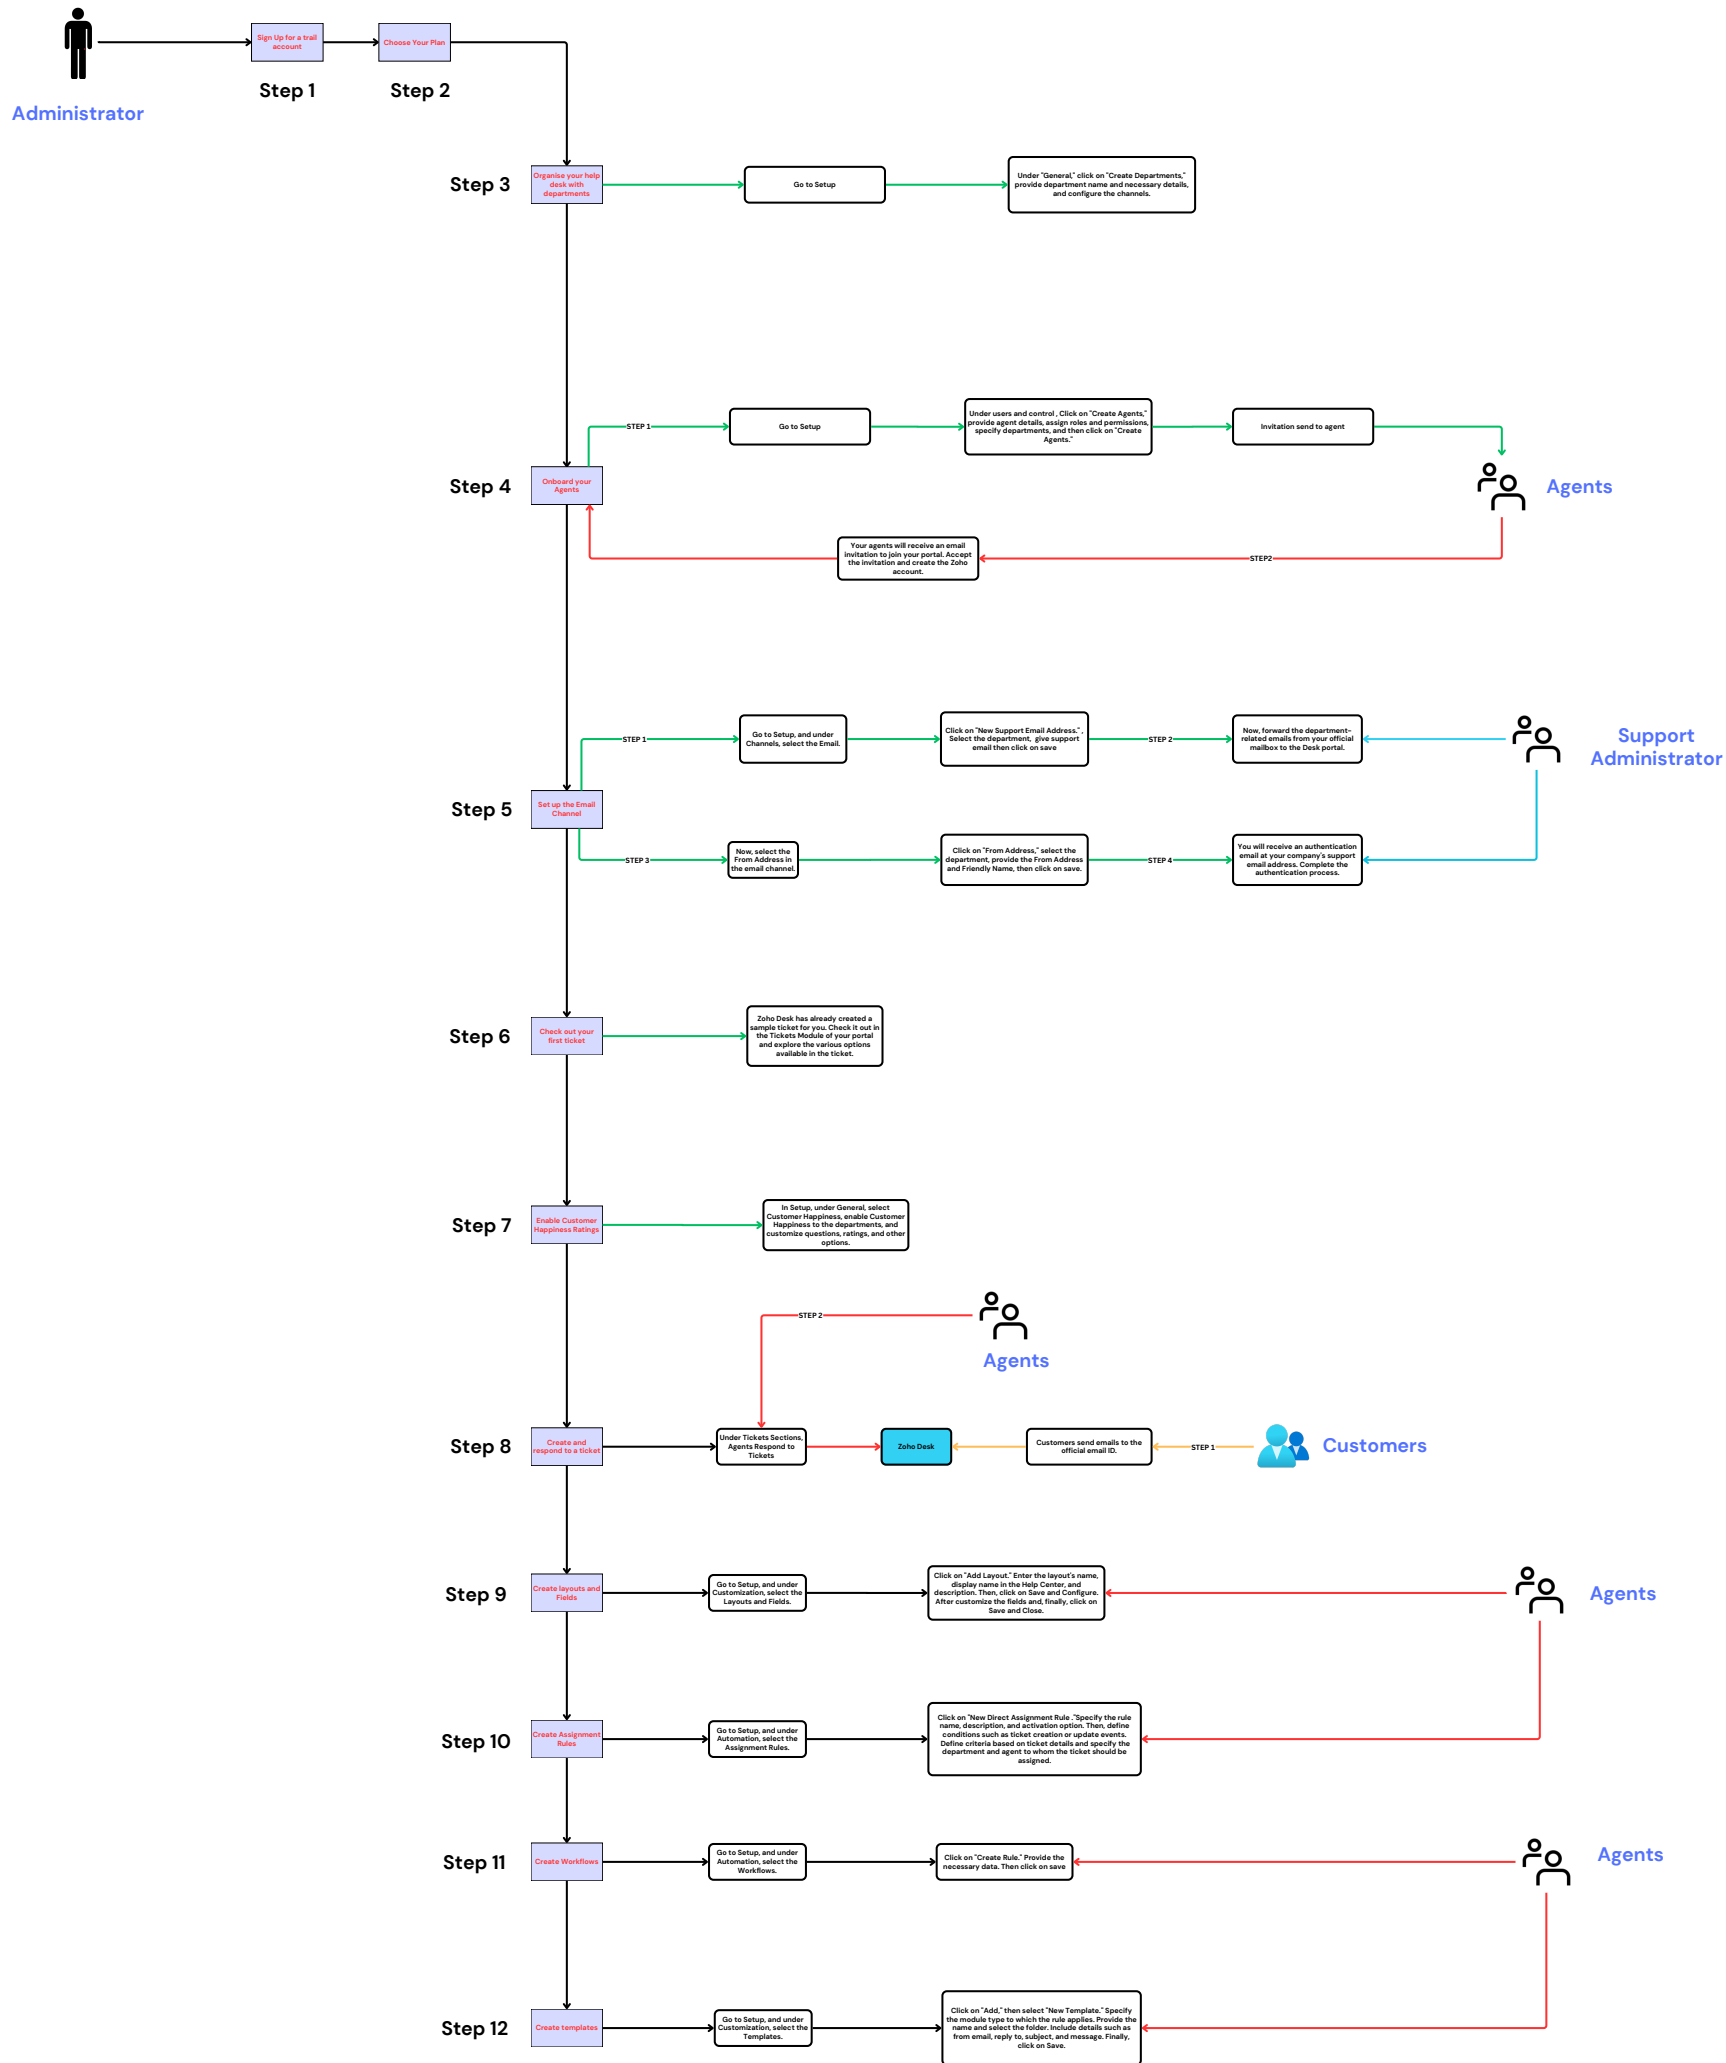 Sign Up for a trail
account
Choose Your Plan
Step 1
Step 2
Administrator
Step 3
Organise your help
desk with
departments
Go to Setup
Under "General," click on "Create Departments,"
provide department name and necessary details,
and configure the channels.
STEP 1
Go to Setup
Under users and control , Click on "Create Agents,"
provide agent details, assign roles and permissions,
specify departments, and then click on "Create
Agents."
Invitation send to agent
Step 4
Onboard your
Agents
Agents
Your agents will receive an email
invitation to join your portal. Accept
the invitation and create the Zoho
account.
STEP2
STEP 1
Go to Setup, and under
Channels, select the Email.
Click on "New Support Email Address." ,
Select the department,  give support
email then click on save
STEP 2
Now, forward the department-
related emails from your official
mailbox to the Desk portal.
Support
Administrator
Step 5
Set up the Email
Channel
STEP 3
Now, select the
From Address in
the email channel.
Click on "From Address," select the
department, provide the From Address
and Friendly Name, then click on save.
STEP 4
You will receive an authentication
email at your company's support
email address. Complete the
authentication process.
Step 6
Check out your
first ticket
Zoho Desk has already created a
sample ticket for you. Check it out in
the Tickets Module of your portal
and explore the various options
available in the ticket.
Step 7
Enable Customer
Happiness Ratings
In Setup, under General, select
Customer Happiness, enable Customer
Happiness to the departments, and
customize questions, ratings, and other
options.
STEP 2
Agents
Step 8
Create and
respond to a ticket
Under Tickets Sections,
Agents Respond to
Tickets
Zoho Desk
Customers send emails to the
official email ID.
STEP 1
Customers
Step 9
Create layouts and
Fields
Go to Setup, and under
Customization, select the
Layouts and Fields.
Click on "Add Layout." Enter the layout's name,
display name in the Help Center, and
description. Then, click on Save and Configure.
After customize the fields and, finally, click on
Save and Close.
Agents
Step 10
Create Assignment
Rules
Go to Setup, and under
Automation, select the
Assignment Rules.
Click on "New Direct Assignment Rule ."Specify the rule
name, description, and activation option. Then, define
conditions such as ticket creation or update events.
Define criteria based on ticket details and specify the
department and agent to whom the ticket should be
assigned.
Step 11
Create Workflows
Go to Setup, and under
Automation, select the
Workflows.
Click on "Create Rule." Provide the
necessary data. Then click on save
Agents
Step 12
Create templates
Go to Setup, and under
Customization, select the
Templates.
Click on "Add," then select "New Template." Specify
the module type to which the rule applies. Provide the
name and select the folder. Include details such as
from email, reply to, subject, and message. Finally,
click on Save.